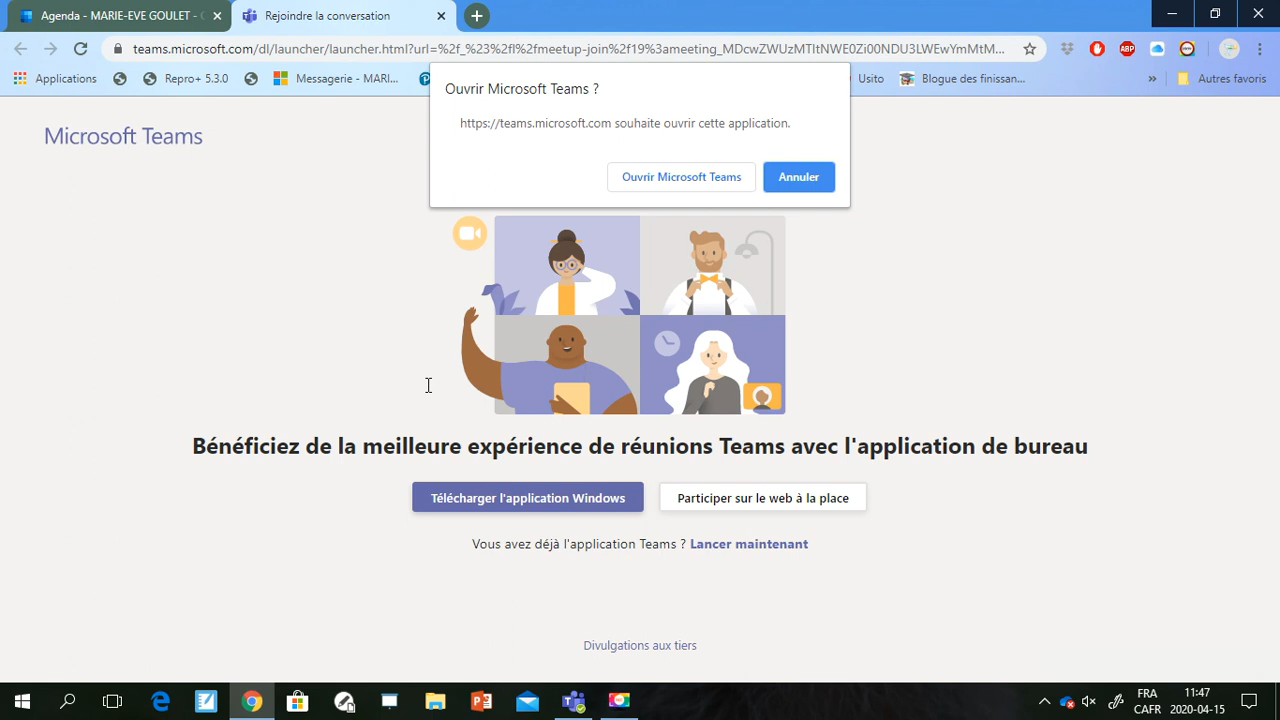 Agenda - MARIE-EVE GOULET -
Rejoindre la conversation
teams.microsoft.com/dl/launcher/launcher.html?url=%2f_%23%2fl%2fmeetup-join%2f19%3ameeting_MDcwZWUzMTItNWE0Zi00NDU3LWEwYmMtM...
ABP
Applications
Repro+ 5.3.0
Messagerie - MARI...
Usito
Blogue des finissan...
»
Autres favoris
Ouvrir Microsoft Teams ?
https://teams.microsoft.com souhaite ouvrir cette application.
Ouvrir Microsoft Teams
Annuler
Microsoft Teams
Bénéficiez de la meilleure expérience de réunions Teams avec l'application de bureau
Télécharger l'application Windows
Participer sur le web à la place
Vous avez déjà l'application Teams ? Lancer maintenant
Divulgations aux tiers
FRA
CAFR
11:47
2020-04-15